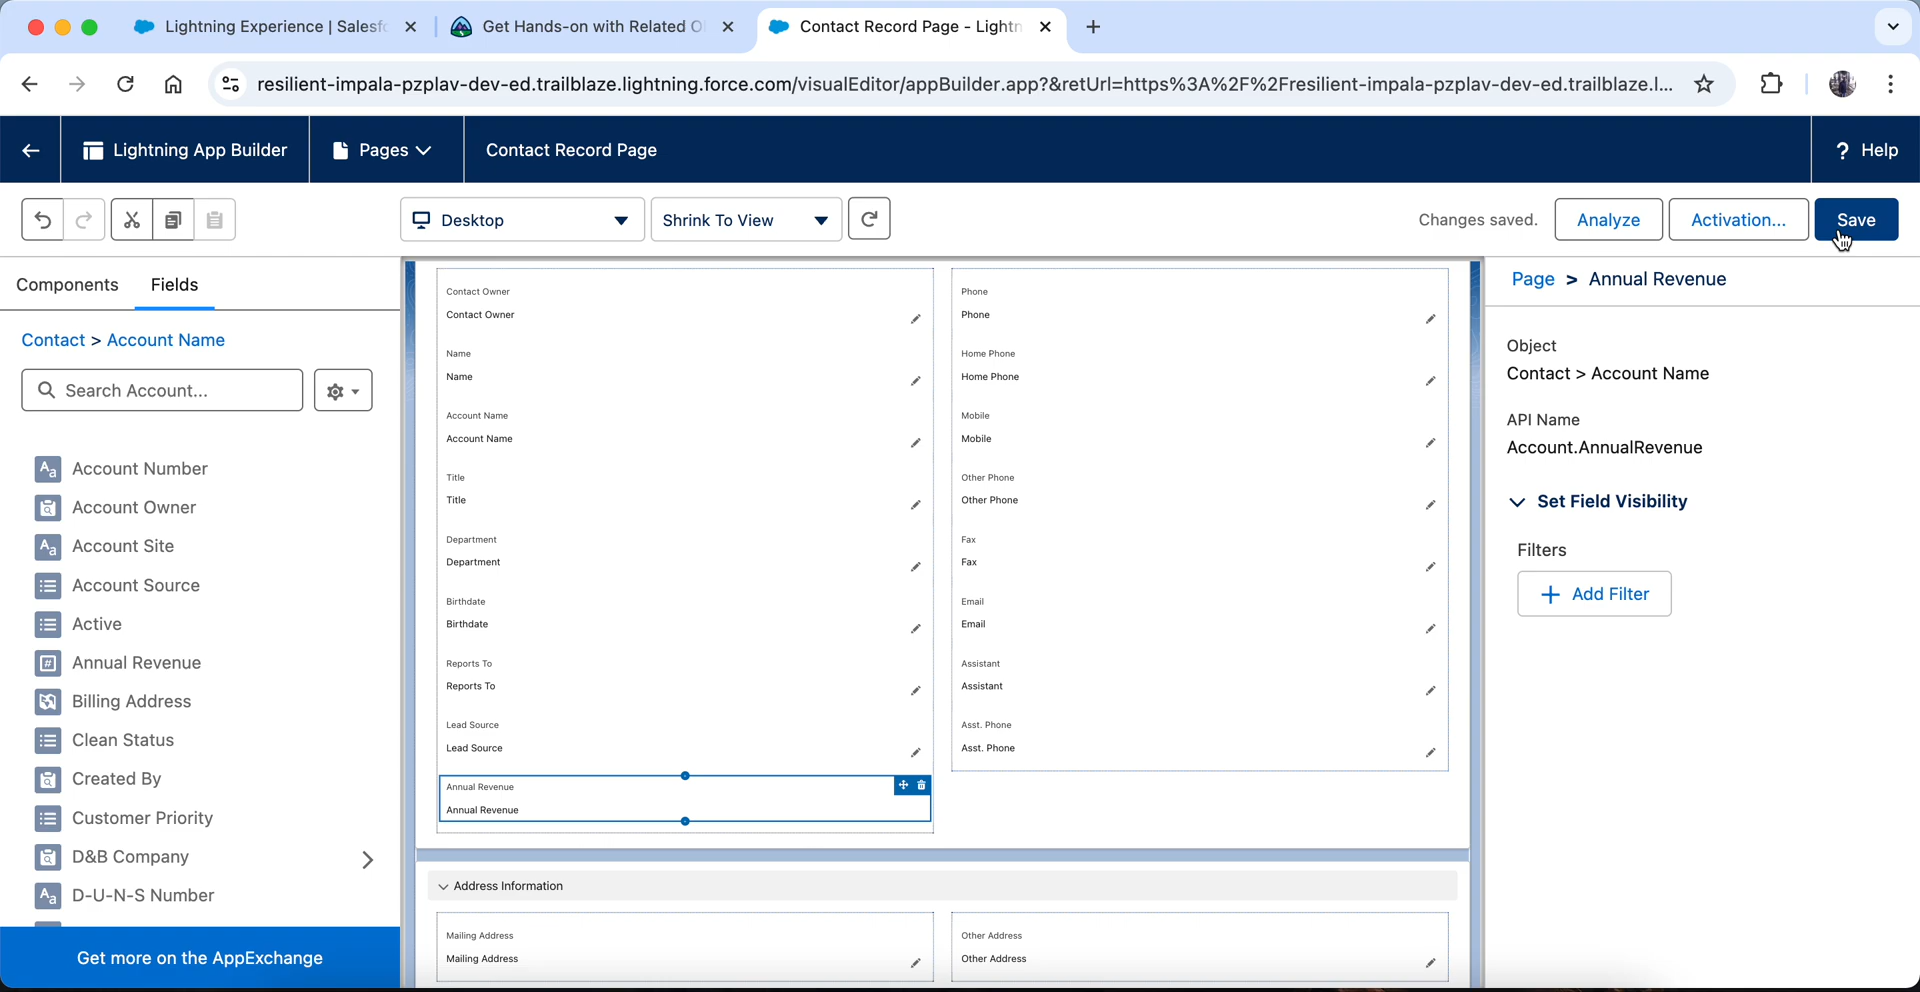 Lightning Experience | Salesfo
Get Hands-on with Related O
Contact Record Page - Lightn
resilient-impala-pzplav-dev-ed.trailblaze.lightning.force.com/visualEditor/appBuilder.app?&retUrl=https%3A%2F%2Fresilient-impala-pzplav-dev-ed.trailblaze.l...
Lightning App Builder
Pages
Contact Record Page
? Help
Desktop
Shrink To View
Changes saved.
Analyze
Activation...
Save
Components
Fields
Contact > Account Name
Search Account...
Account Number
Account Owner
Account Site
Account Source
Active
Annual Revenue
Billing Address
Clean Status
Created By
Customer Priority
D&B Company
D-U-N-S Number
Get more on the AppExchange
Contact Owner
Contact Owner
Name
Name
Account Name
Account Name
Title
Title
Department
Department
Birthdate
Birthdate
Reports To
Reports To
Lead Source
Lead Source
Annual Revenue
Annual Revenue
Phone
Phone
Home Phone
Home Phone
Mobile
Mobile
Other Phone
Other Phone
Fax
Fax
Email
Email
Assistant
Assistant
Asst. Phone
Asst. Phone
Address Information
Mailing Address
Mailing Address
Other Address
Other Address
Page > Annual Revenue
Object
Contact > Account Name
API Name
Account.AnnualRevenue
Set Field Visibility
Filters
+ Add Filter